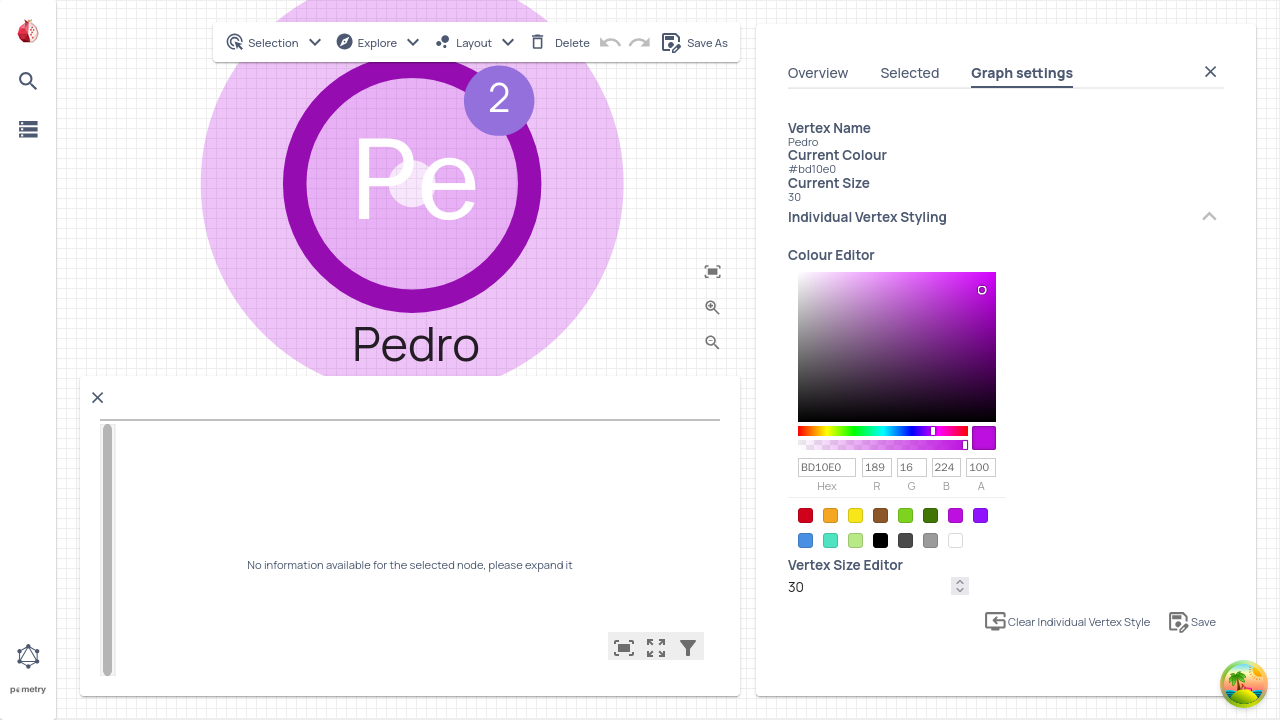 Selection
Explore
Layout
Delete
Save As
2
Pe
Pedro
No information available for the selected node, please expand it
pometry
Overview
Selected
Graph settings
Vertex Name
Pedro
Current Colour
#bd10e0
Current Size
30
Individual Vertex Styling
Colour Editor
BD10E0 189 16 224 100
Hex R G B A
Vertex Size Editor
30
Clear Individual Vertex Style
Save